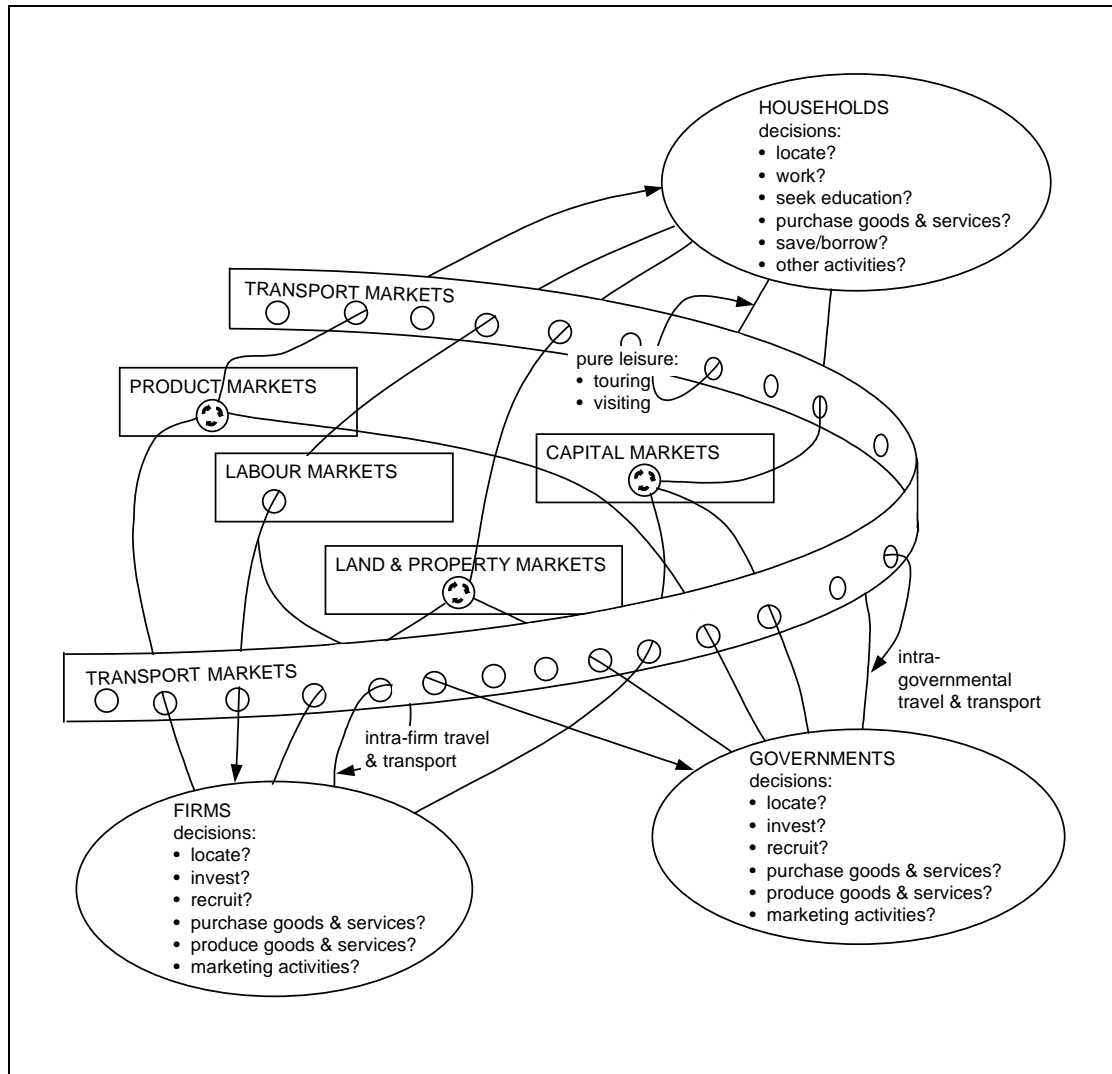 HOUSEHOLDS
decisions:
• locate?
• work?
• seek education?
• purchase goods & services?
• save/borrow?
• other activities?
TRANSPORT MARKETS
pure leisure:
• touring
• visiting
PRODUCT MARKETS
CAPITAL MARKETS
LABOUR MARKETS
LAND & PROPERTY MARKETS
TRANSPORT MARKETS
intra-
governmental
travel & transport
intra-firm travel
& transport
GOVERNMENTS
decisions:
• locate?
• invest?
• recruit?
• purchase goods & services?
• produce goods & services?
• marketing activities?
FIRMS
decisions:
• locate?
• invest?
• recruit?
• purchase goods & services?
• produce goods & services?
• marketing activities?